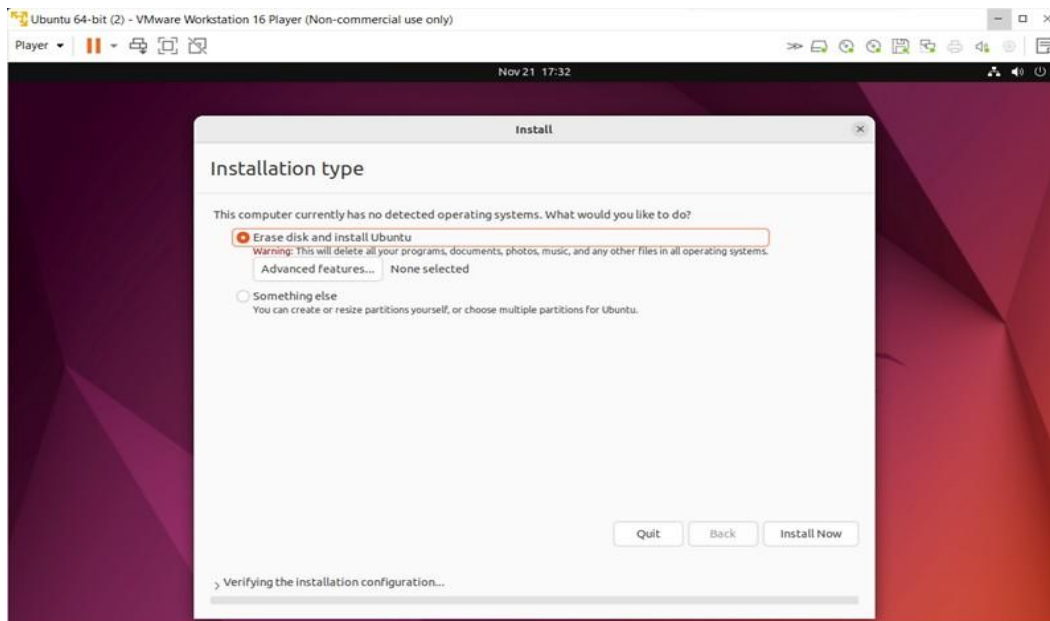 Ubuntu 64-bit (2) - VMware Workstation 16 Player (Non-commercial use only)
Player
Nov 21 17:32
Install
Installation type
This computer currently has no detected operating systems. What would you like to do?
Erase disk and install Ubuntu
Warning: This will delete all your programs, documents, photos, music, and any other files in all operating systems.
Advanced features... None selected
Something else
You can create or resize partitions yourself, or choose multiple partitions for Ubuntu.
Quit Back Install Now
Verifying the installation configuration...